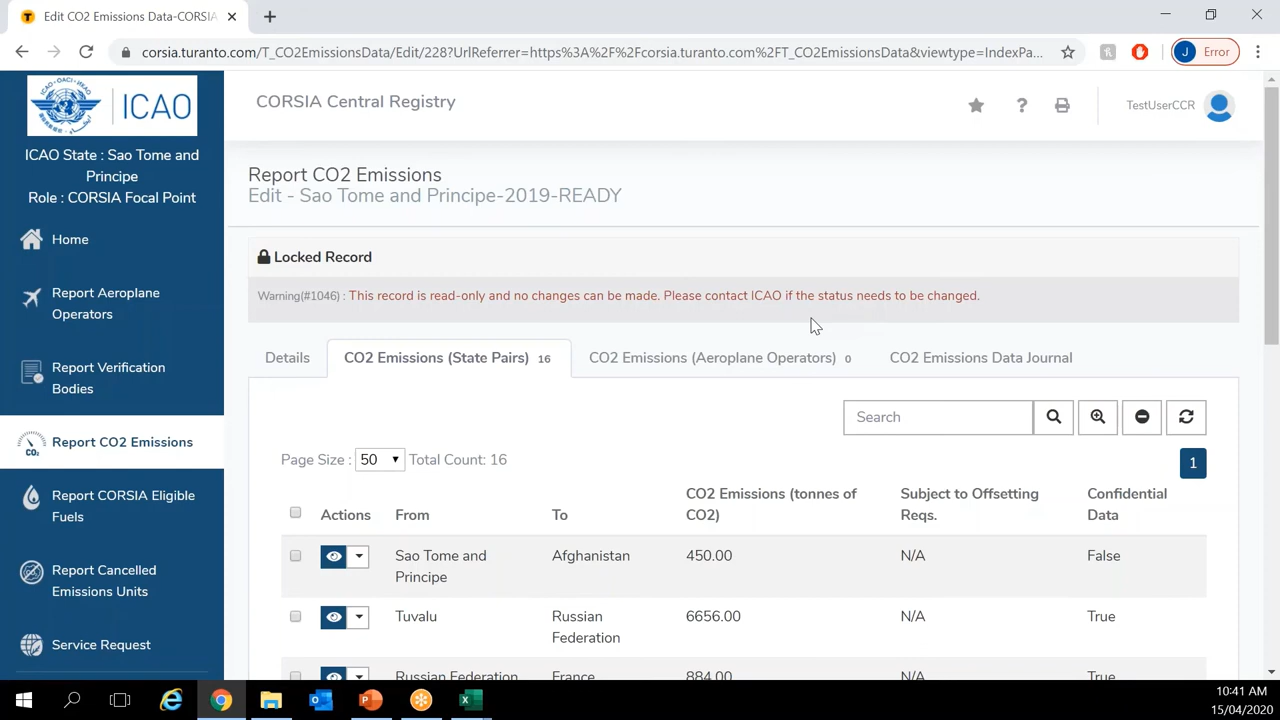 Edit CO2 Emissions Data-CORSIA
corsia.turanto.com/T_CO2EmissionsData/Edit/228?UrlReferrer=https%3A%2F%2Fcorsia.turanto.com%2FT_CO2EmissionsData&viewtype=IndexPa...
J Error
ICAO
ICAO State : Sao Tome and
Principe
Role : CORSIA Focal Point
Home
Report Aeroplane
Operators
Report Verification
Bodies
CO2
Report CO2 Emissions
Report CORSIA Eligible
Fuels
Report Cancelled
Emissions Units
Service Request
CORSIA Central Registry
?
TestUserCCR
Report CO2 Emissions
Edit - Sao Tome and Principe-2019-READY
Locked Record
Warning(#1046) : This record is read-only and no changes can be made. Please contact ICAO if the status needs to be changed.
Details CO2 Emissions (State Pairs) 16 CO2 Emissions (Aeroplane Operators) 0 CO2 Emissions Data Journal
Search
Page Size : 50 Total Count: 16
1
Actions From To CO2 Emissions (tonnes of CO2) Subject to Offsetting Reqs. Confidential Data
Sao Tome and Principe Afghanistan 450.00 N/A False
Tuvalu Russian Federation 6656.00 N/A True
Russian Federation France 884.00 N/A True
10:41 AM
15/04/2020